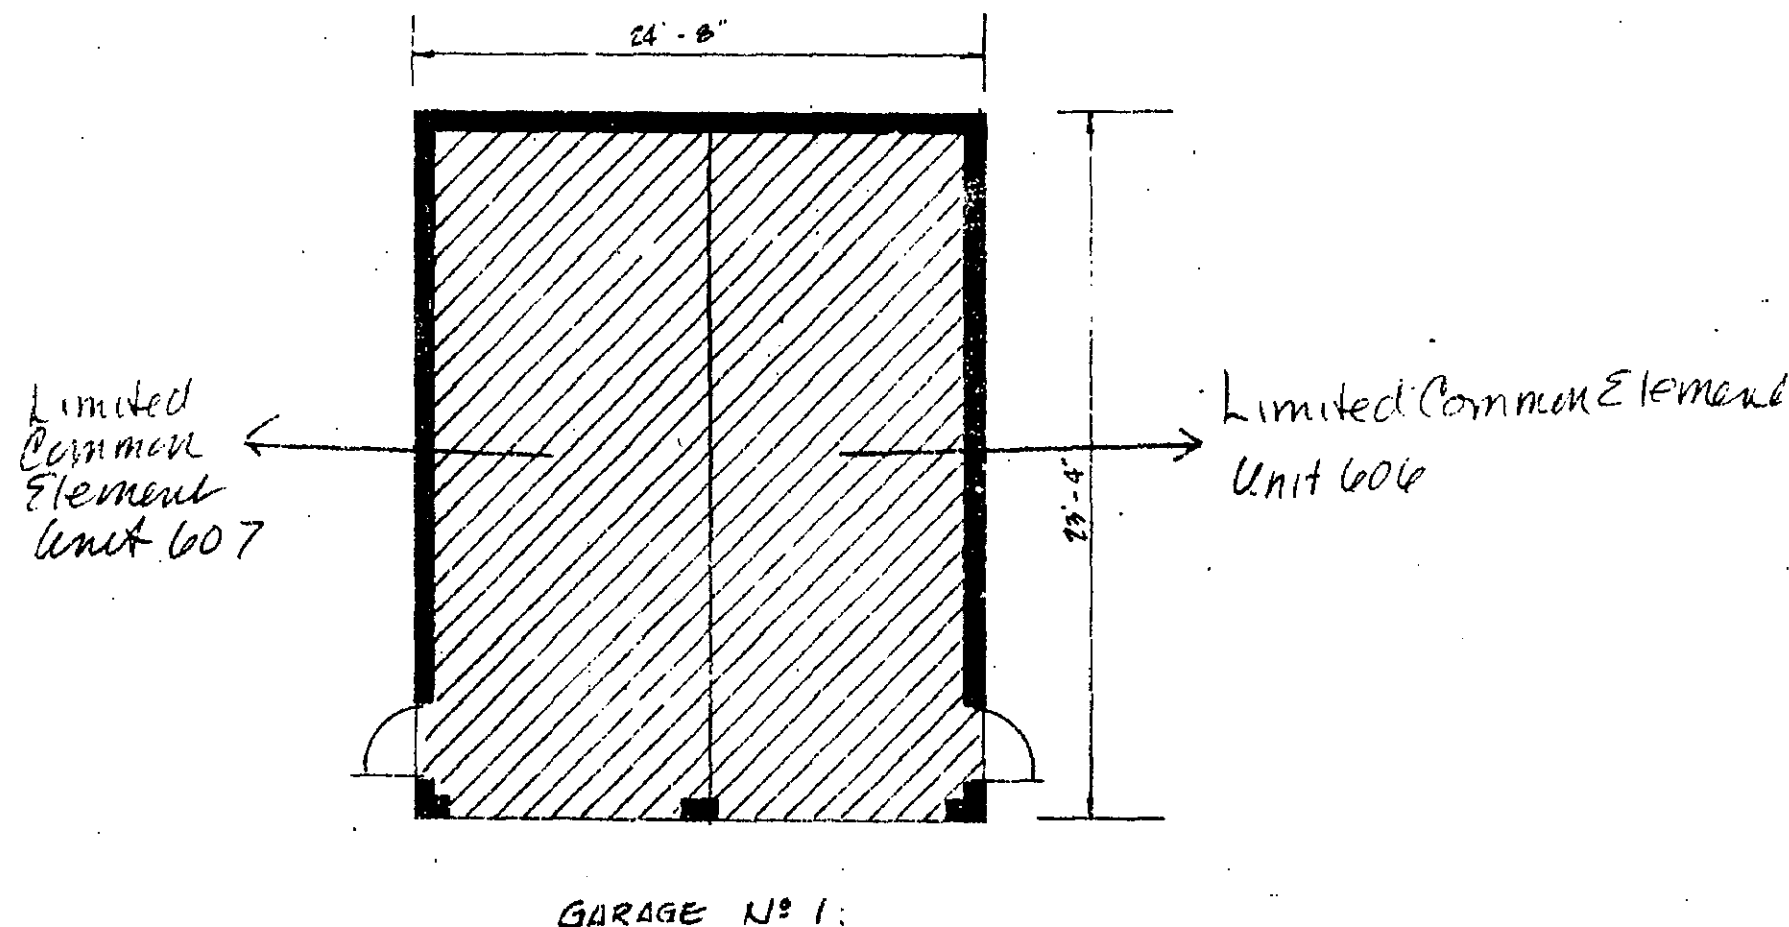 24'-8"
Limited
Common
Element
Unit 607
Limited Common Element
Unit 606
23'-4"
GARAGE Nº 1.